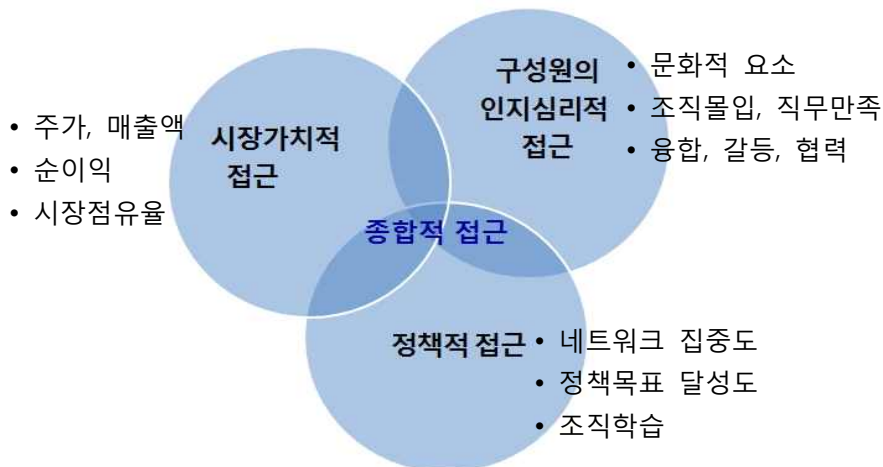 구성원의
인지심리적
접근
• 문화적 요소
• 조직몰입, 직무만족
• 융합, 갈등, 협력
• 주가, 매출액
• 순이익
• 시장점유율
시장가치적
접근
종합적 접근
정책적 접근
• 네트워크 집중도
• 정책목표 달성도
• 조직학습